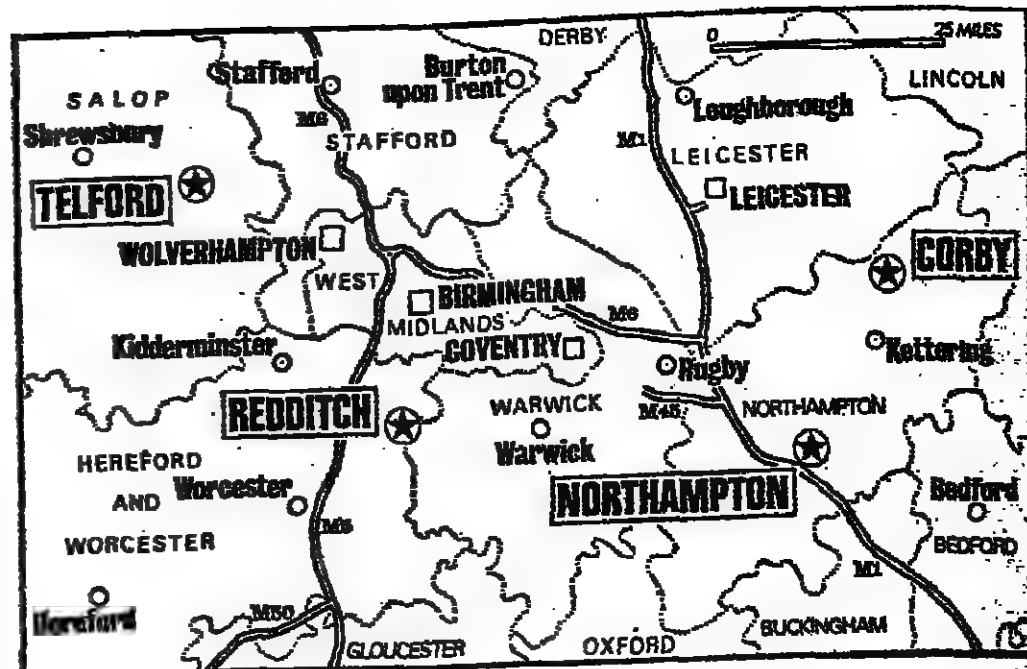 DERBY
0 25 MILES
Stafford
Burton
upon Trent
LINCOLN
SALOP
Loughborough
Shrewsbury
M6
STAFFORD
M1
LEICESTER
TELFORD
LEICESTER
WOLVERHAMPTON
CORBY
WEST
BIRMINGHAM
MIDLANDS
M6
Kidderminster
COVENTRY
Rugby
Kettering
REDDITCH
WARWICK
M45
NORTHAMPTON
Warwick
HEREFORD
AND
WORCESTER
Worcester
NORTHAMPTON
Bedford
M5
BEDFORD
M1
Hereford
M50
GLOUCESTER
OXFORD
BUCKINGHAM